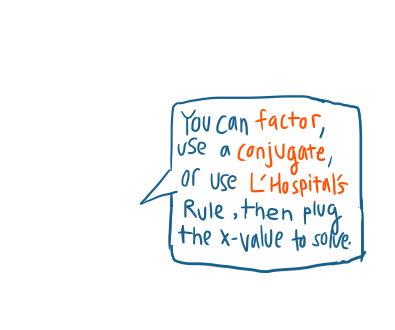 You can factor,
use a conjugate,
or use L'Hospital's
Rule, then plug
the x-value to solve.